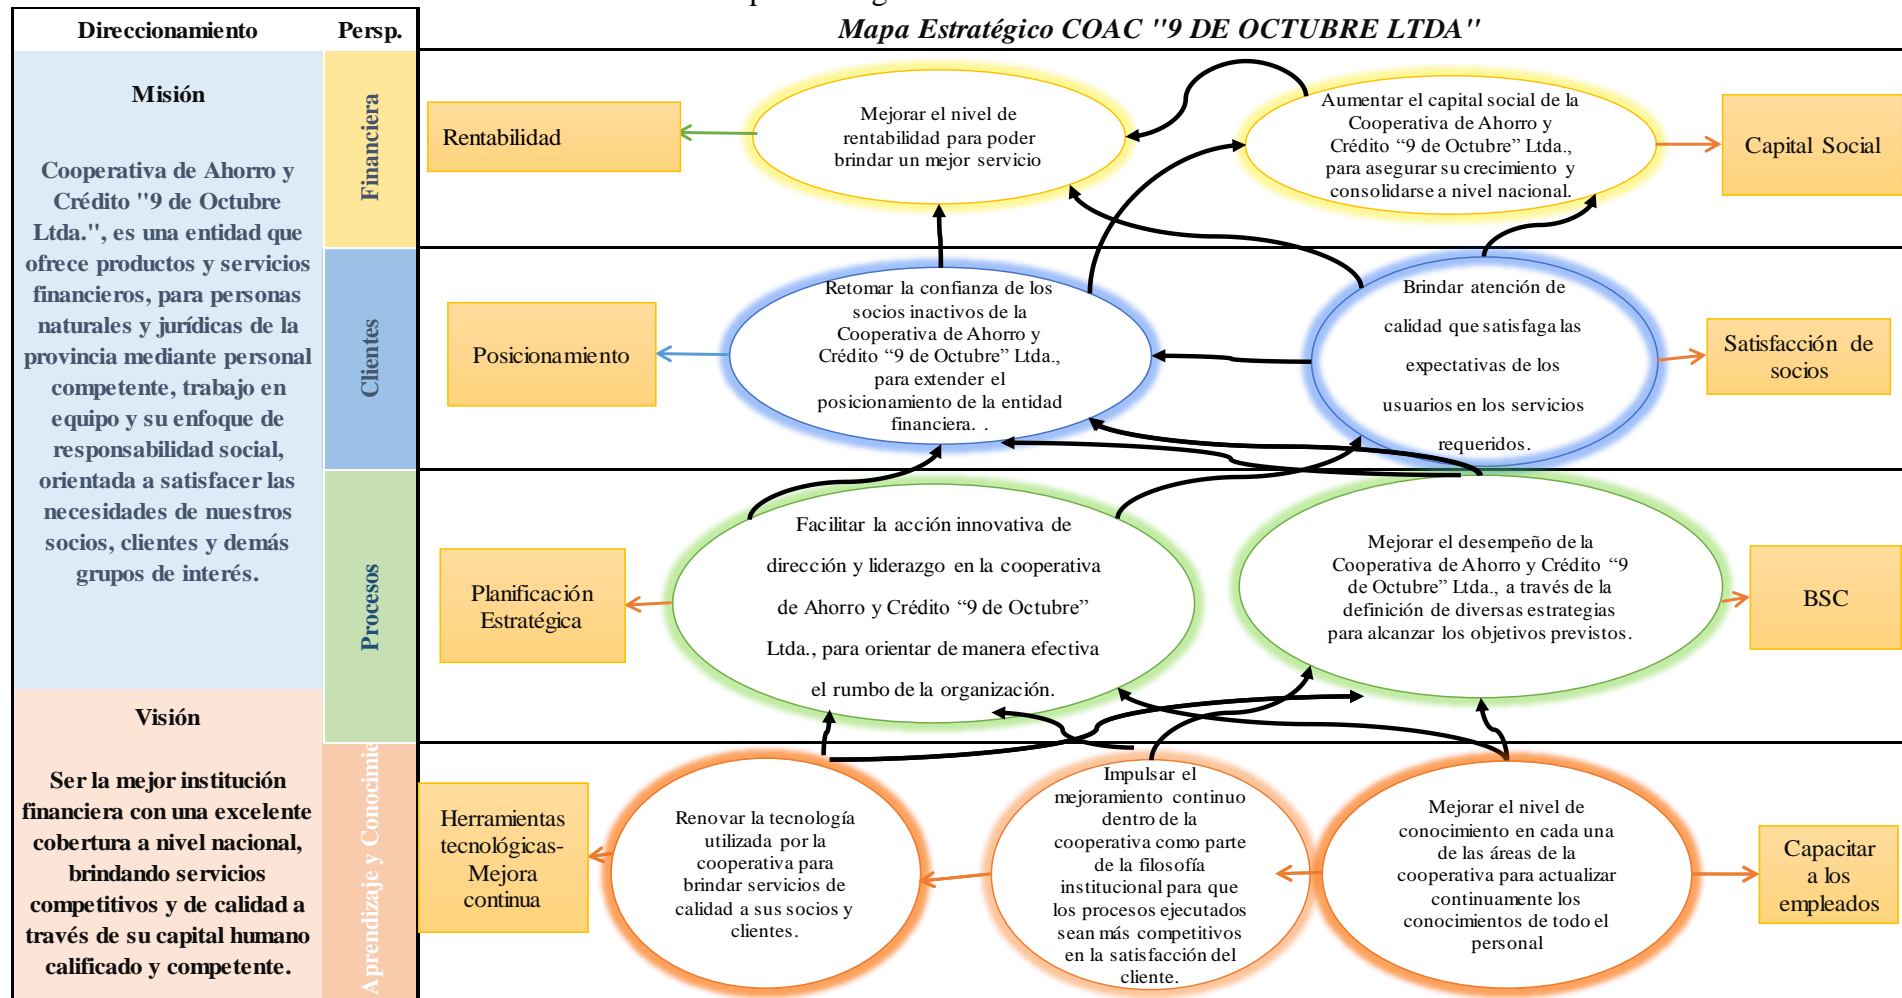 Direccionamiento
Persp.
Mapa Estratégico COAC "9 DE OCTUBRE LTDA"
Misión
Cooperativa de Ahorro y
Crédito "9 de Octubre
Ltda.", es una entidad que
ofrece productos y servicios
financieros, para personas
naturales y jurídicas de la
provincia mediante personal
competente, trabajo en
equipo y su enfoque de
responsabilidad social,
orientada a satisfacer las
necesidades de nuestros
socios, clientes y demás
grupos de interés.
Visión
Ser la mejor institución
financiera con una excelente
cobertura a nivel nacional,
brindando servicios
competitivos y de calidad a
través de su capital humano
calificado y competente.
Financiera
Rentabilidad
Mejorar el nivel de
rentabilidad para poder
brindar un mejor servicio
Aumentar el capital social de la
Cooperativa de Ahorro y
Crédito “9 de Octubre” Ltda.,
para asegurar su crecimiento y
consolidarse a nivel nacional.
Capital Social
Clientes
Posicionamiento
Retomar la confianza de los
socios inactivos de la
Cooperativa de Ahorro y
Crédito “9 de Octubre” Ltda.,
para extender el
posicionamiento de la entidad
financiera. .
Brindar atención de
calidad que satisfaga las
expectativas de los
usuarios en los servicios
requeridos.
Satisfacción de
socios
Procesos
Planificación
Estratégica
Facilitar la acción innovativa de
dirección y liderazgo en la cooperativa
de Ahorro y Crédito “9 de Octubre”
Ltda., para orientar de manera efectiva
el rumbo de la organización.
Mejorar el desempeño de la
Cooperativa de Ahorro y Crédito “9
de Octubre” Ltda., a través de la
definición de diversas estrategias
para alcanzar los objetivos previstos.
BSC
Aprendizaje y Conocimie
Herramientas
tecnológicas-
Mejora
continua
Renovar la tecnología
utilizada por la
cooperativa para
brindar servicios de
calidad a sus socios y
clientes.
Impulsar el
mejoramiento continuo
dentro de la
cooperativa como parte
de la filosofía
institucional para que
los procesos ejecutados
sean más competitivos
en la satisfacción del
cliente.
Mejorar el nivel de
conocimiento en cada una
de las áreas de la
cooperativa para actualizar
continuamente los
conocimientos de todo el
personal
Capacitar
a los
empleados